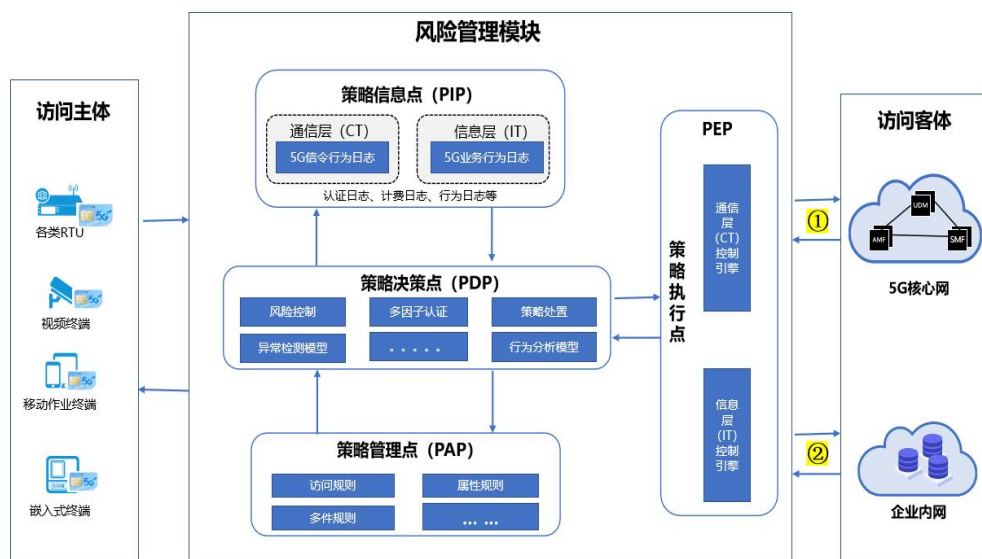 风险管理模块
访问主体
各类RTU
视频终端
移动作业终端
嵌入式终端
5G
5G
5G
5G
策略信息点（PIP）
通信层（CT）
5G信令行为日志
信息层（IT）
5G业务行为日志
认证日志、计费日志、行为日志等
策略决策点（PDP）
风险控制
多因子认证
策略处置
异常检测模型
. . . . .
行为分析模型
策略管理点（PAP）
访问规则
属性规则
多件规则
... ...
PEP
策略执行点
通信
层
(CT)
控制
引擎
信息
层
(IT)
控制
引擎
①
②
访问客体
UDM
AMF
SMF
5G核心网
企业内网